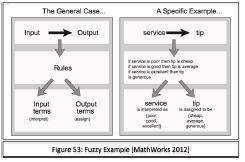 The General Case...
Input
Output
Rules
Input
terms
(interpret)
Output
terms
(assign)
A Specific Example...
service
tip
if service is poor then tip is cheap
if service is good then tip is average
if service is excellent then tip
is generous
service
is interpreted as
{poor,
good,
excellent}
tip
is assigned to be
{cheap,
average,
generous}
Figure 53: Fuzzy Example [MathWorks 2012]